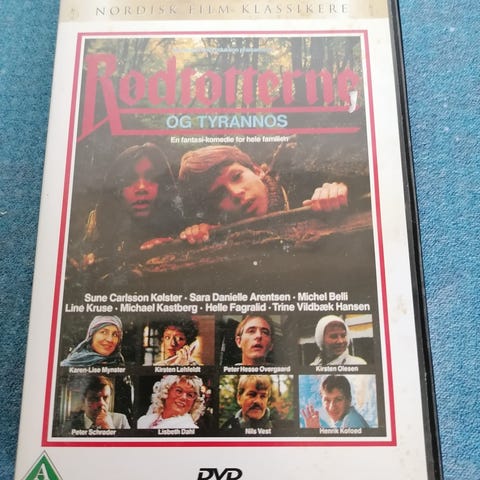 NORDISK FILM KLASSIKERE
Rødtotterne
OG TYRANNOS
En fantasi-komedie for hele familien
Sune Carlsson Kølster · Sara Danielle Arentsen · Michel Belli
Line Kruse · Michael Kastberg · Helle Fagralid · Trine Vildbæk Hansen
Karen-Lise Mynster
Kirsten Lehfeldt
Peter Hesse Overgaard
Kirsten Olesen
Peter Schrøder
Lisbeth Dahl
Nils Vest
Henrik Kofoed
A
DVD